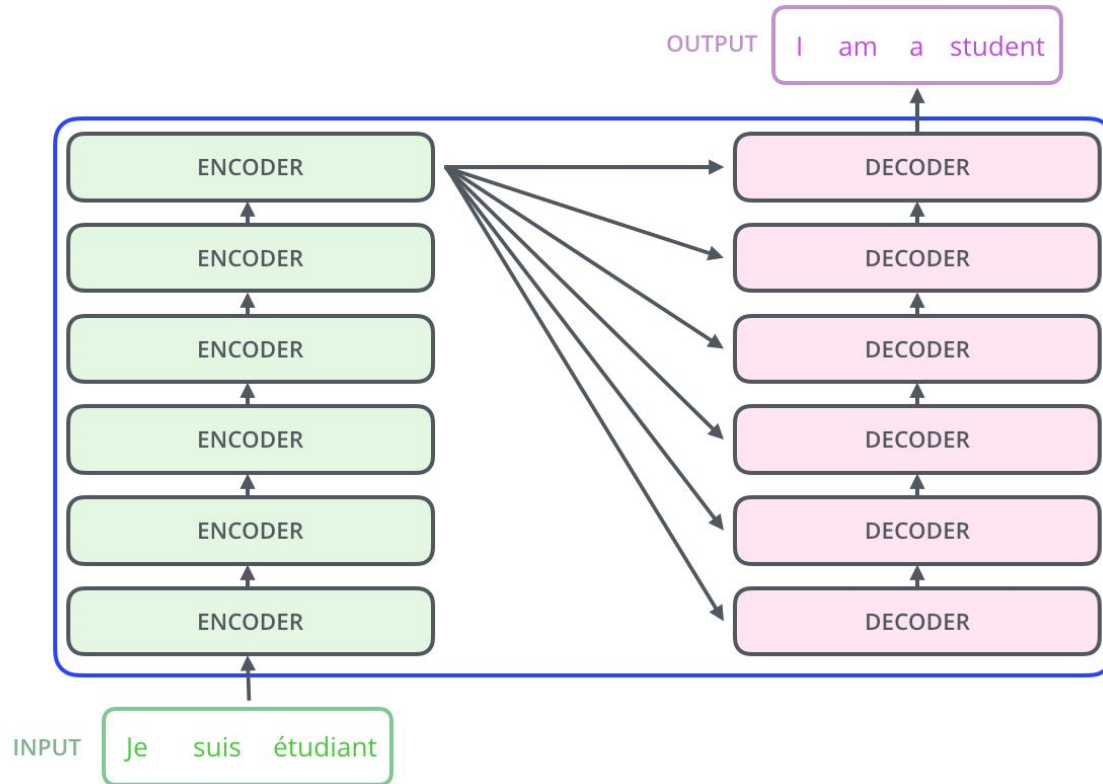 OUTPUT
I am a student
ENCODER
DECODER
ENCODER
DECODER
ENCODER
DECODER
ENCODER
DECODER
ENCODER
DECODER
ENCODER
DECODER
INPUT
Je suis étudiant